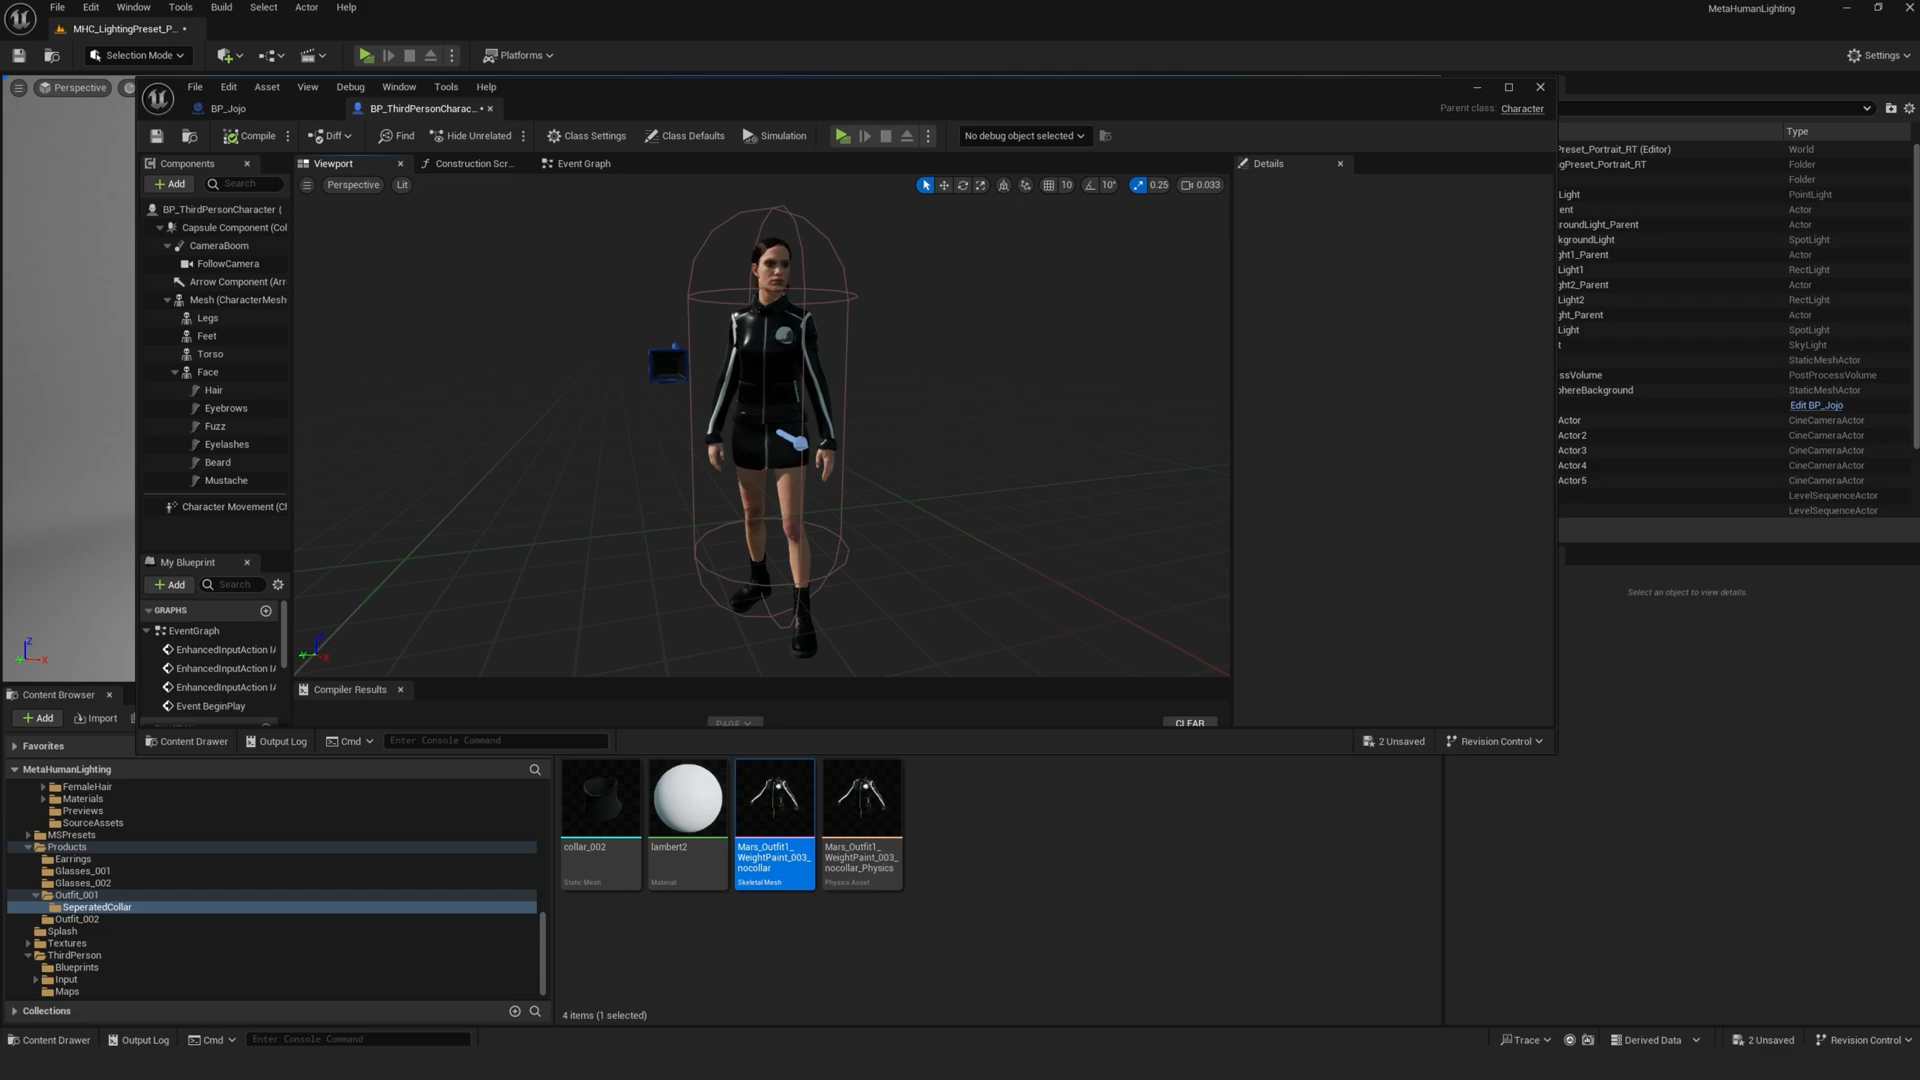 File Edit Window Tools Build Select Actor Help
MetaHumanLighting
MHC_LightingPreset_P... •
Selection Mode
Platforms
Settings
Perspective
File Edit Asset View Debug Window Tools Help
BP_Jojo
BP_ThirdPersonCharac... •
Parent class: Character
Compile
Diff
Find
Hide Unrelated
Class Settings
Class Defaults
Simulation
No debug object selected
Type
Components
Viewport
Construction Scr...
Event Graph
Details
Add
Search
Perspective
Lit
10
10°
0.25
0.033
BP_ThirdPersonCharacter (
Capsule Component (Col
CameraBoom
FollowCamera
Arrow Component (Arr
Mesh (CharacterMesh
Legs
Feet
Torso
Face
Hair
Eyebrows
Fuzz
Eyelashes
Beard
Mustache
Character Movement (Cl
reset_Portrait_RT (Editor) World
gPreset_Portrait_RT Folder
Folder
Light PointLight
ent Actor
roundLight_Parent Actor
kgroundLight SpotLight
ght1_Parent Actor
Light1 RectLight
ght2_Parent Actor
Light2 RectLight
ght_Parent Actor
Light SpotLight
t SkyLight
StaticMeshActor
ssVolume PostProcessVolume
phereBackground StaticMeshActor
Edit BP_Jojo
Actor CineCameraActor
Actor2 CineCameraActor
Actor3 CineCameraActor
Actor4 CineCameraActor
Actor5 CineCameraActor
LevelSequenceActor
LevelSequenceActor
Select an object to view details.
My Blueprint
Add
Search
GRAPHS
EventGraph
EnhancedInputAction IA
EnhancedInputAction IA
EnhancedInputAction IA
Event BeginPlay
Compiler Results
PAGE
CLEAR
Content Drawer
Output Log
Cmd
Enter Console Command
2 Unsaved
Revision Control
Content Browser
Add
Import
Favorites
MetaHumanLighting
FemaleHair
Materials
Previews
SourceAssets
MSPresets
Products
Earrings
Glasses_001
Glasses_002
Outfit_001
SeperatedCollar
Outfit_002
Splash
Textures
ThirdPerson
Blueprints
Input
Maps
Collections
collar_002
Static Mesh
lambert2
Material
Mars_Outfit1_
WeightPaint_003_
nocollar
Skeletal Mesh
Mars_Outfit1_
WeightPaint_003_
nocollar_Physics
Physics Asset
4 items (1 selected)
Content Drawer
Output Log
Cmd
Enter Console Command
Trace
Derived Data
2 Unsaved
Revision Control